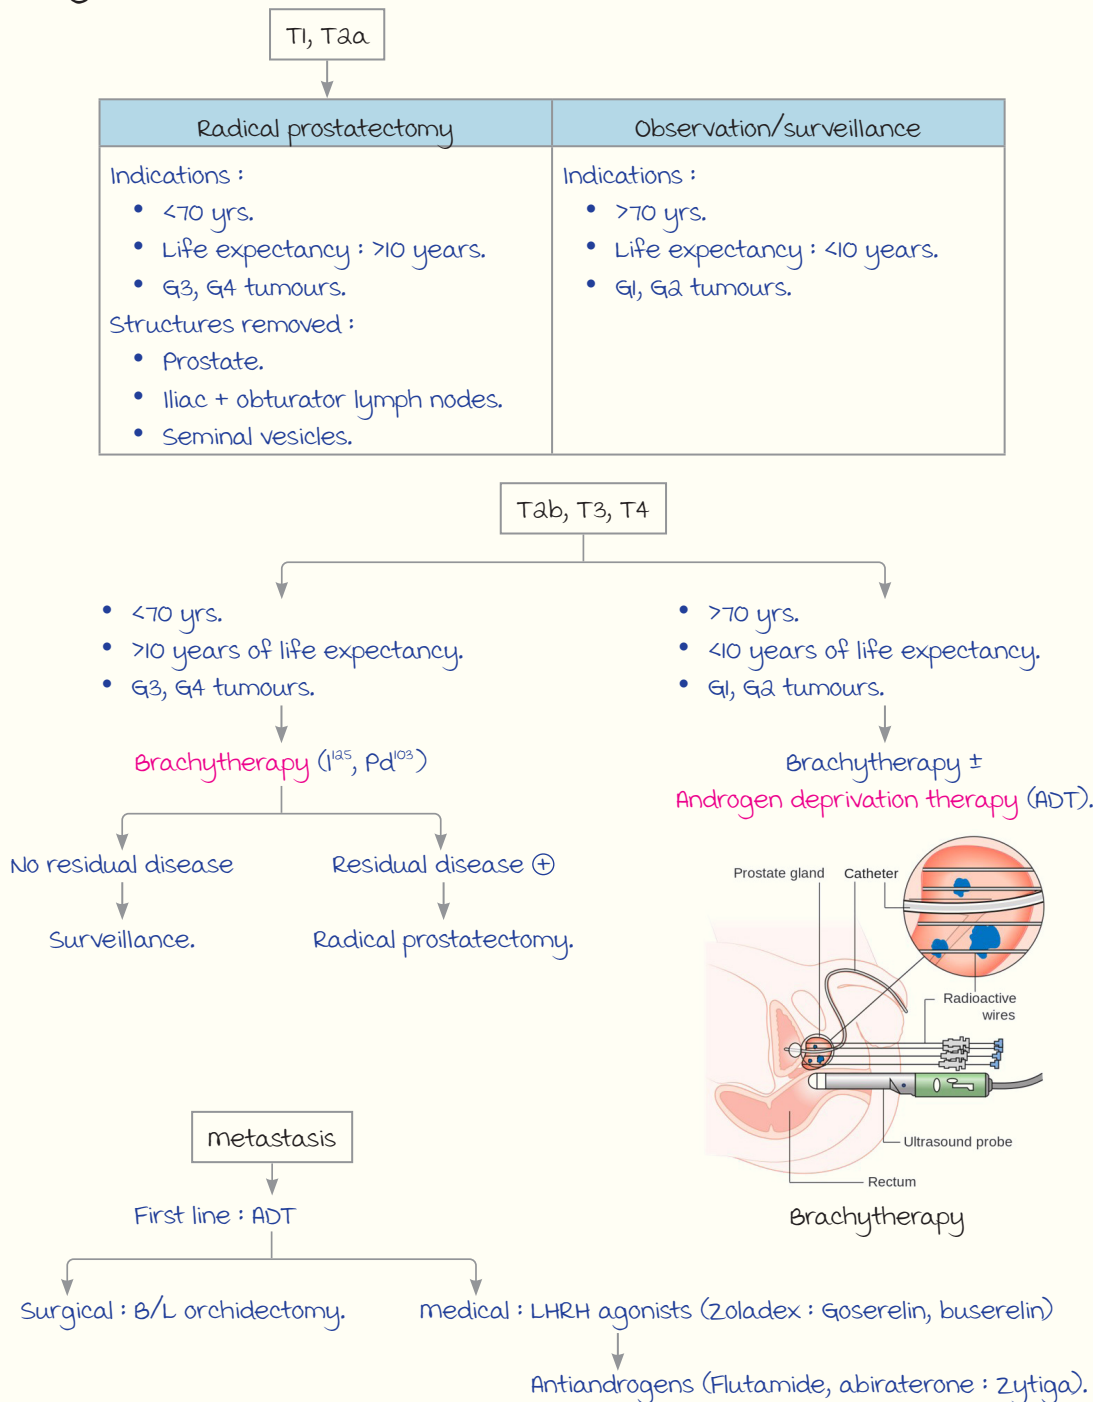 T1, T2a
Radical prostatectomy
Indications :
• <70 yrs.
• Life expectancy : >10 years.
• G3, G4 tumours.
Structures removed :
• Prostate.
• Iliac + obturator lymph nodes.
• Seminal vesicles.
Observation/surveillance
Indications :
• >70 yrs.
• Life expectancy : <10 years.
• G1, G2 tumours.
T2b, T3, T4
• <70 yrs.
• >10 years of life expectancy.
• G3, G4 tumours.
Brachytherapy (I¹²⁵, Pd¹⁰³)
No residual disease
Surveillance.
Residual disease ⊕
Radical prostatectomy.
• >70 yrs.
• <10 years of life expectancy.
• G1, G2 tumours.
Brachytherapy ±
Androgen deprivation therapy (ADT).
Prostate gland
Catheter
Radioactive
wires
Ultrasound probe
Rectum
Brachytherapy
metastasis
First line : ADT
Surgical : B/L orchidectomy.
medical : LHRH agonists (Zoladex : Goserelin, buserelin)
Antiandrogens (Flutamide, abiraterone : Zytiga).